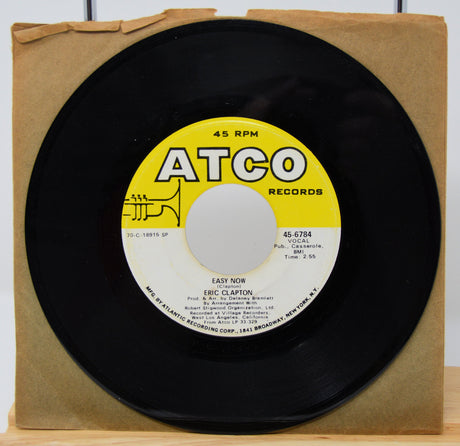 45 RPM
ATCO
RECORDS
70-C-18915 SP
45-6784
VOCAL
Pub., Casserole,
BMI
Time: 2:55
EASY NOW
(Clapton)
ERIC CLAPTON
Prod. & Arr. by Delaney Bramlett
By Arrangement With
Robert Stigwood Organization, Ltd.
Recorded at Village Recorders,
West Los Angeles, California
From Atco LP 33-329
MFG. BY ATLANTIC RECORDING CORP., 1841 BROADWAY, NEW YORK, N.Y.